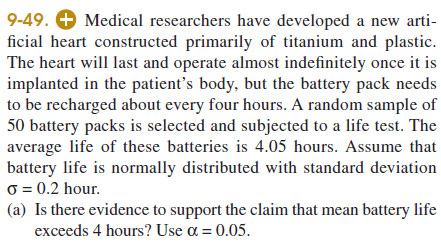 9-49. + Medical researchers have developed a new arti-
ficial heart constructed primarily of titanium and plastic.
The heart will last and operate almost indefinitely once it is
implanted in the patient's body, but the battery pack needs
to be recharged about every four hours. A random sample of
50 battery packs is selected and subjected to a life test. The
average life of these batteries is 4.05 hours. Assume that
battery life is normally distributed with standard deviation
σ = 0.2 hour.
(a) Is there evidence to support the claim that mean battery life
exceeds 4 hours? Use α = 0.05.